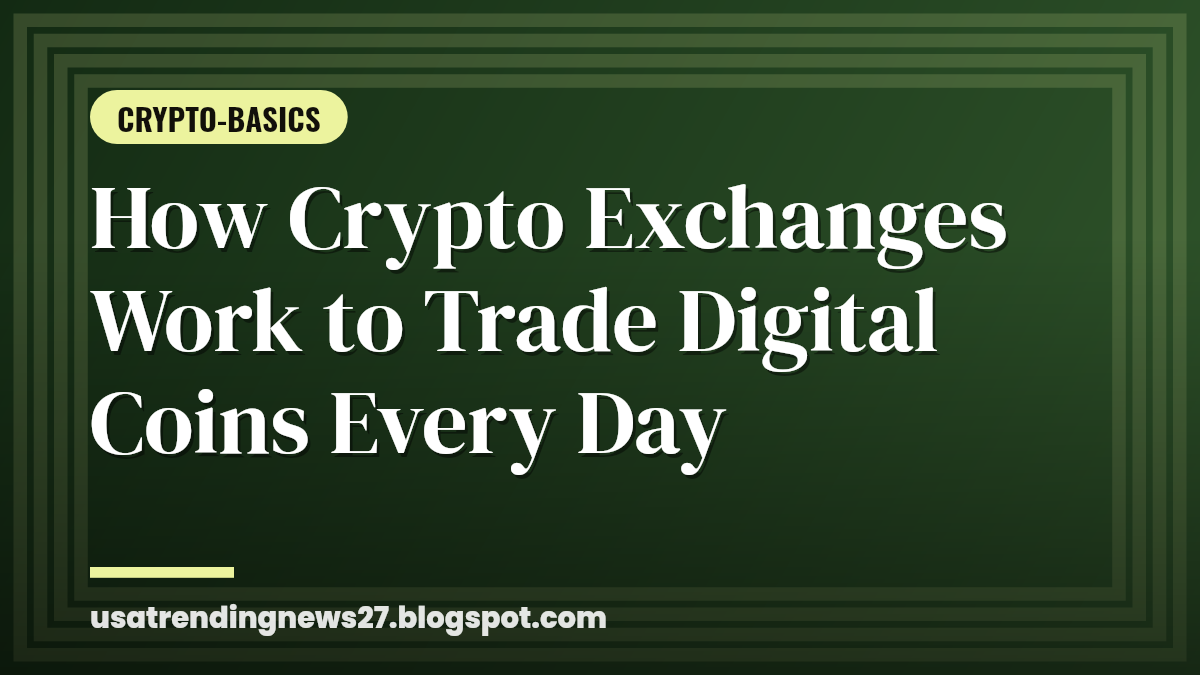 CRYPTO-BASICS
How Crypto Exchanges
Work to Trade Digital
Coins Every Day
usatrendingnews27.blogspot.com